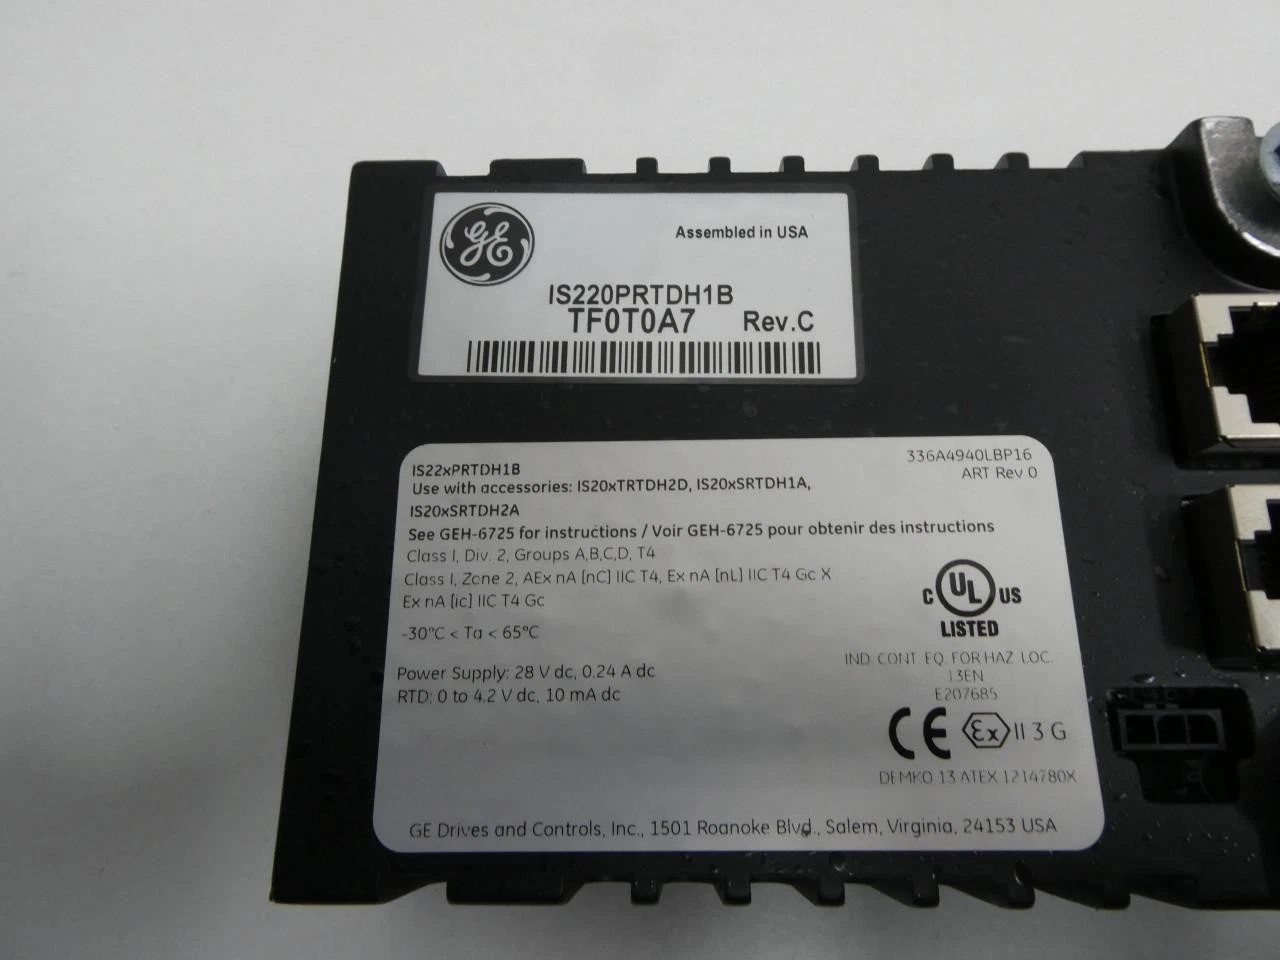 GE
Assembled in USA
IS220PRTDH1B
TF0T0A7 Rev.C
336A4940LBP16
ART Rev 0
IS22xPRTDH1B
Use with accessories: IS20xTRTDH2D, IS20xSRTDH1A,
IS20xSRTDH2A
See GEH-6725 for instructions / Voir GEH-6725 pour obtenir des instructions
Class I, Div. 2, Groups A,B,C,D, T4
Class I, Zone 2, AEx nA [nC] IIC T4, Ex nA [nL] IIC T4 Gc X
Ex nA [ic] IIC T4 Gc
-30°C < Ta < 65°C
C UL US
LISTED
IND. CONT. EQ. FOR HAZ. LOC.
13EN
E207685
Power Supply: 28 V dc, 0.24 A dc
RTD: 0 to 4.2 V dc, 10 mA dc
CE Ex II 3 G
DEMKO 13 ATEX 1214780X
GE Drives and Controls, Inc., 1501 Roanoke Blvd., Salem, Virginia, 24153 USA